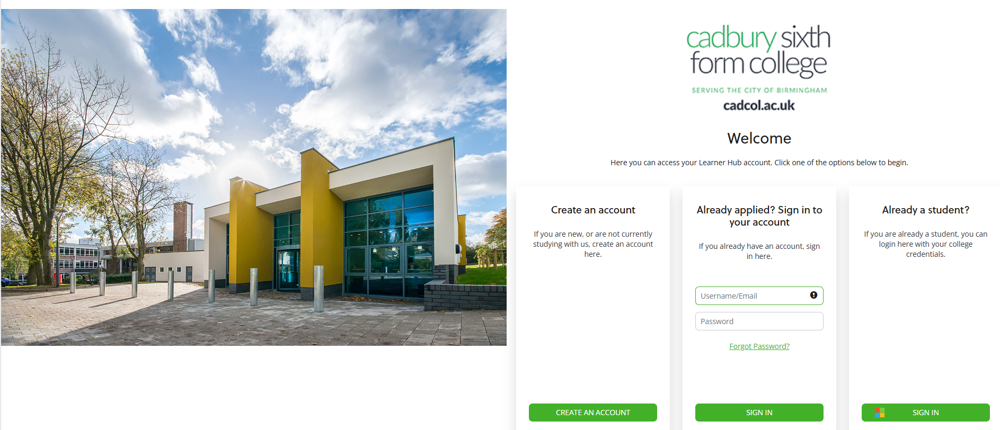 cadbury sixth
form college
SERVING THE CITY OF BIRMINGHAM
cadcol.ac.uk
Welcome
Here you can access your Learner Hub account. Click one of the options below to begin.
Create an account
If you are new, or are not currently
studying with us, create an account
here.
CREATE AN ACCOUNT
Already applied? Sign in to
your account
If you already have an account, sign
in here.
Username/Email
Password
Forgot Password?
SIGN IN
Already a student?
If you are already a student, you can
login here with your college
credentials.
SIGN IN